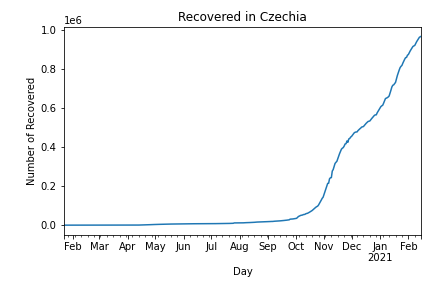 Recovered in Czechia
1e6
1.0
0.8
0.6
0.4
0.2
0.0
Number of Recovered
Feb Mar Apr May Jun Jul Aug Sep Oct Nov Dec Jan Feb
2021
Day